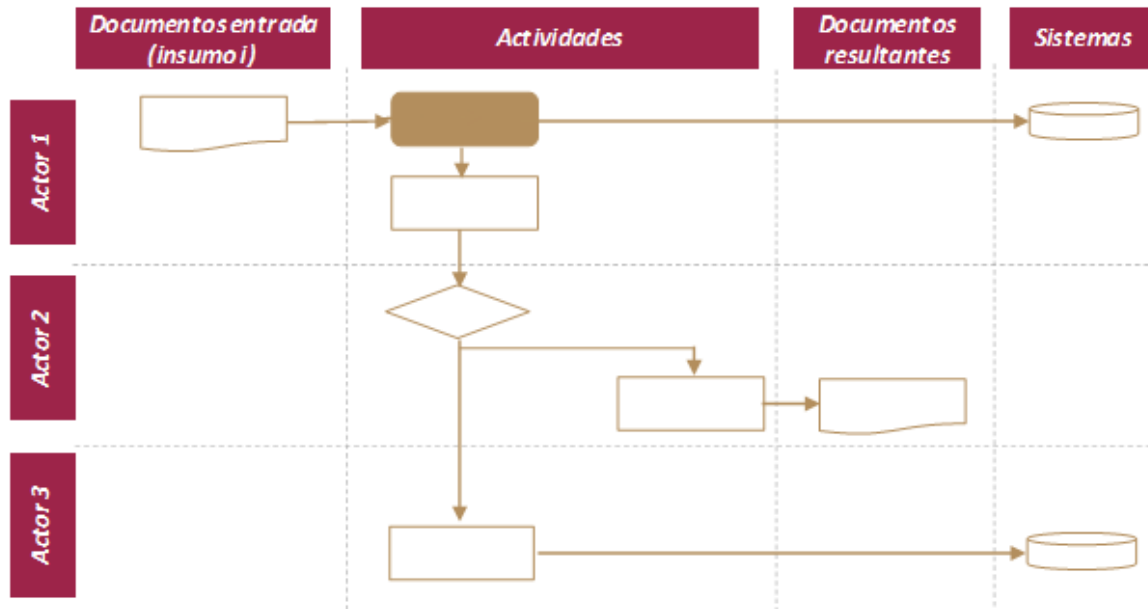 Documentos entrada
(insumo i)
Actividades
Documentos
resultantes
Sistemas
Actor 1
Actor 2
Actor 3